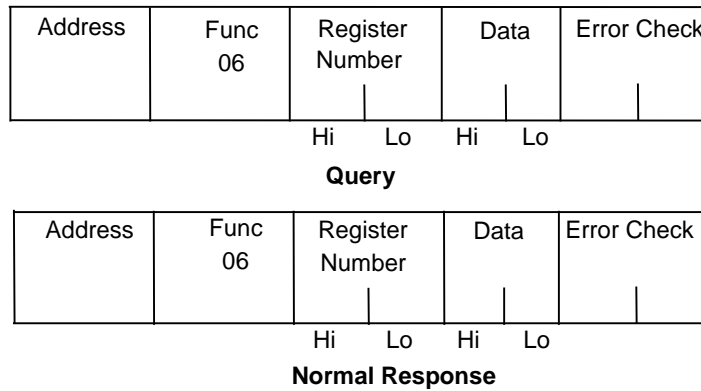 Address Func Register Data Error Check
06 Number
Hi Lo Hi Lo
Query
Address Func Register Data Error Check
06 Number
Hi Lo Hi Lo
Normal Response